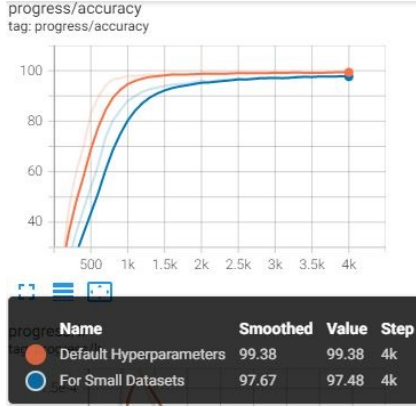 progress/accuracy
tag: progress/accuracy
100
80
60
40
500 1k 1.5k 2k 2.5k 3k 3.5k 4k
Name Smoothed Value Step
Default Hyperparameters 99.38 99.38 4k
For Small Datasets 97.67 97.48 4k